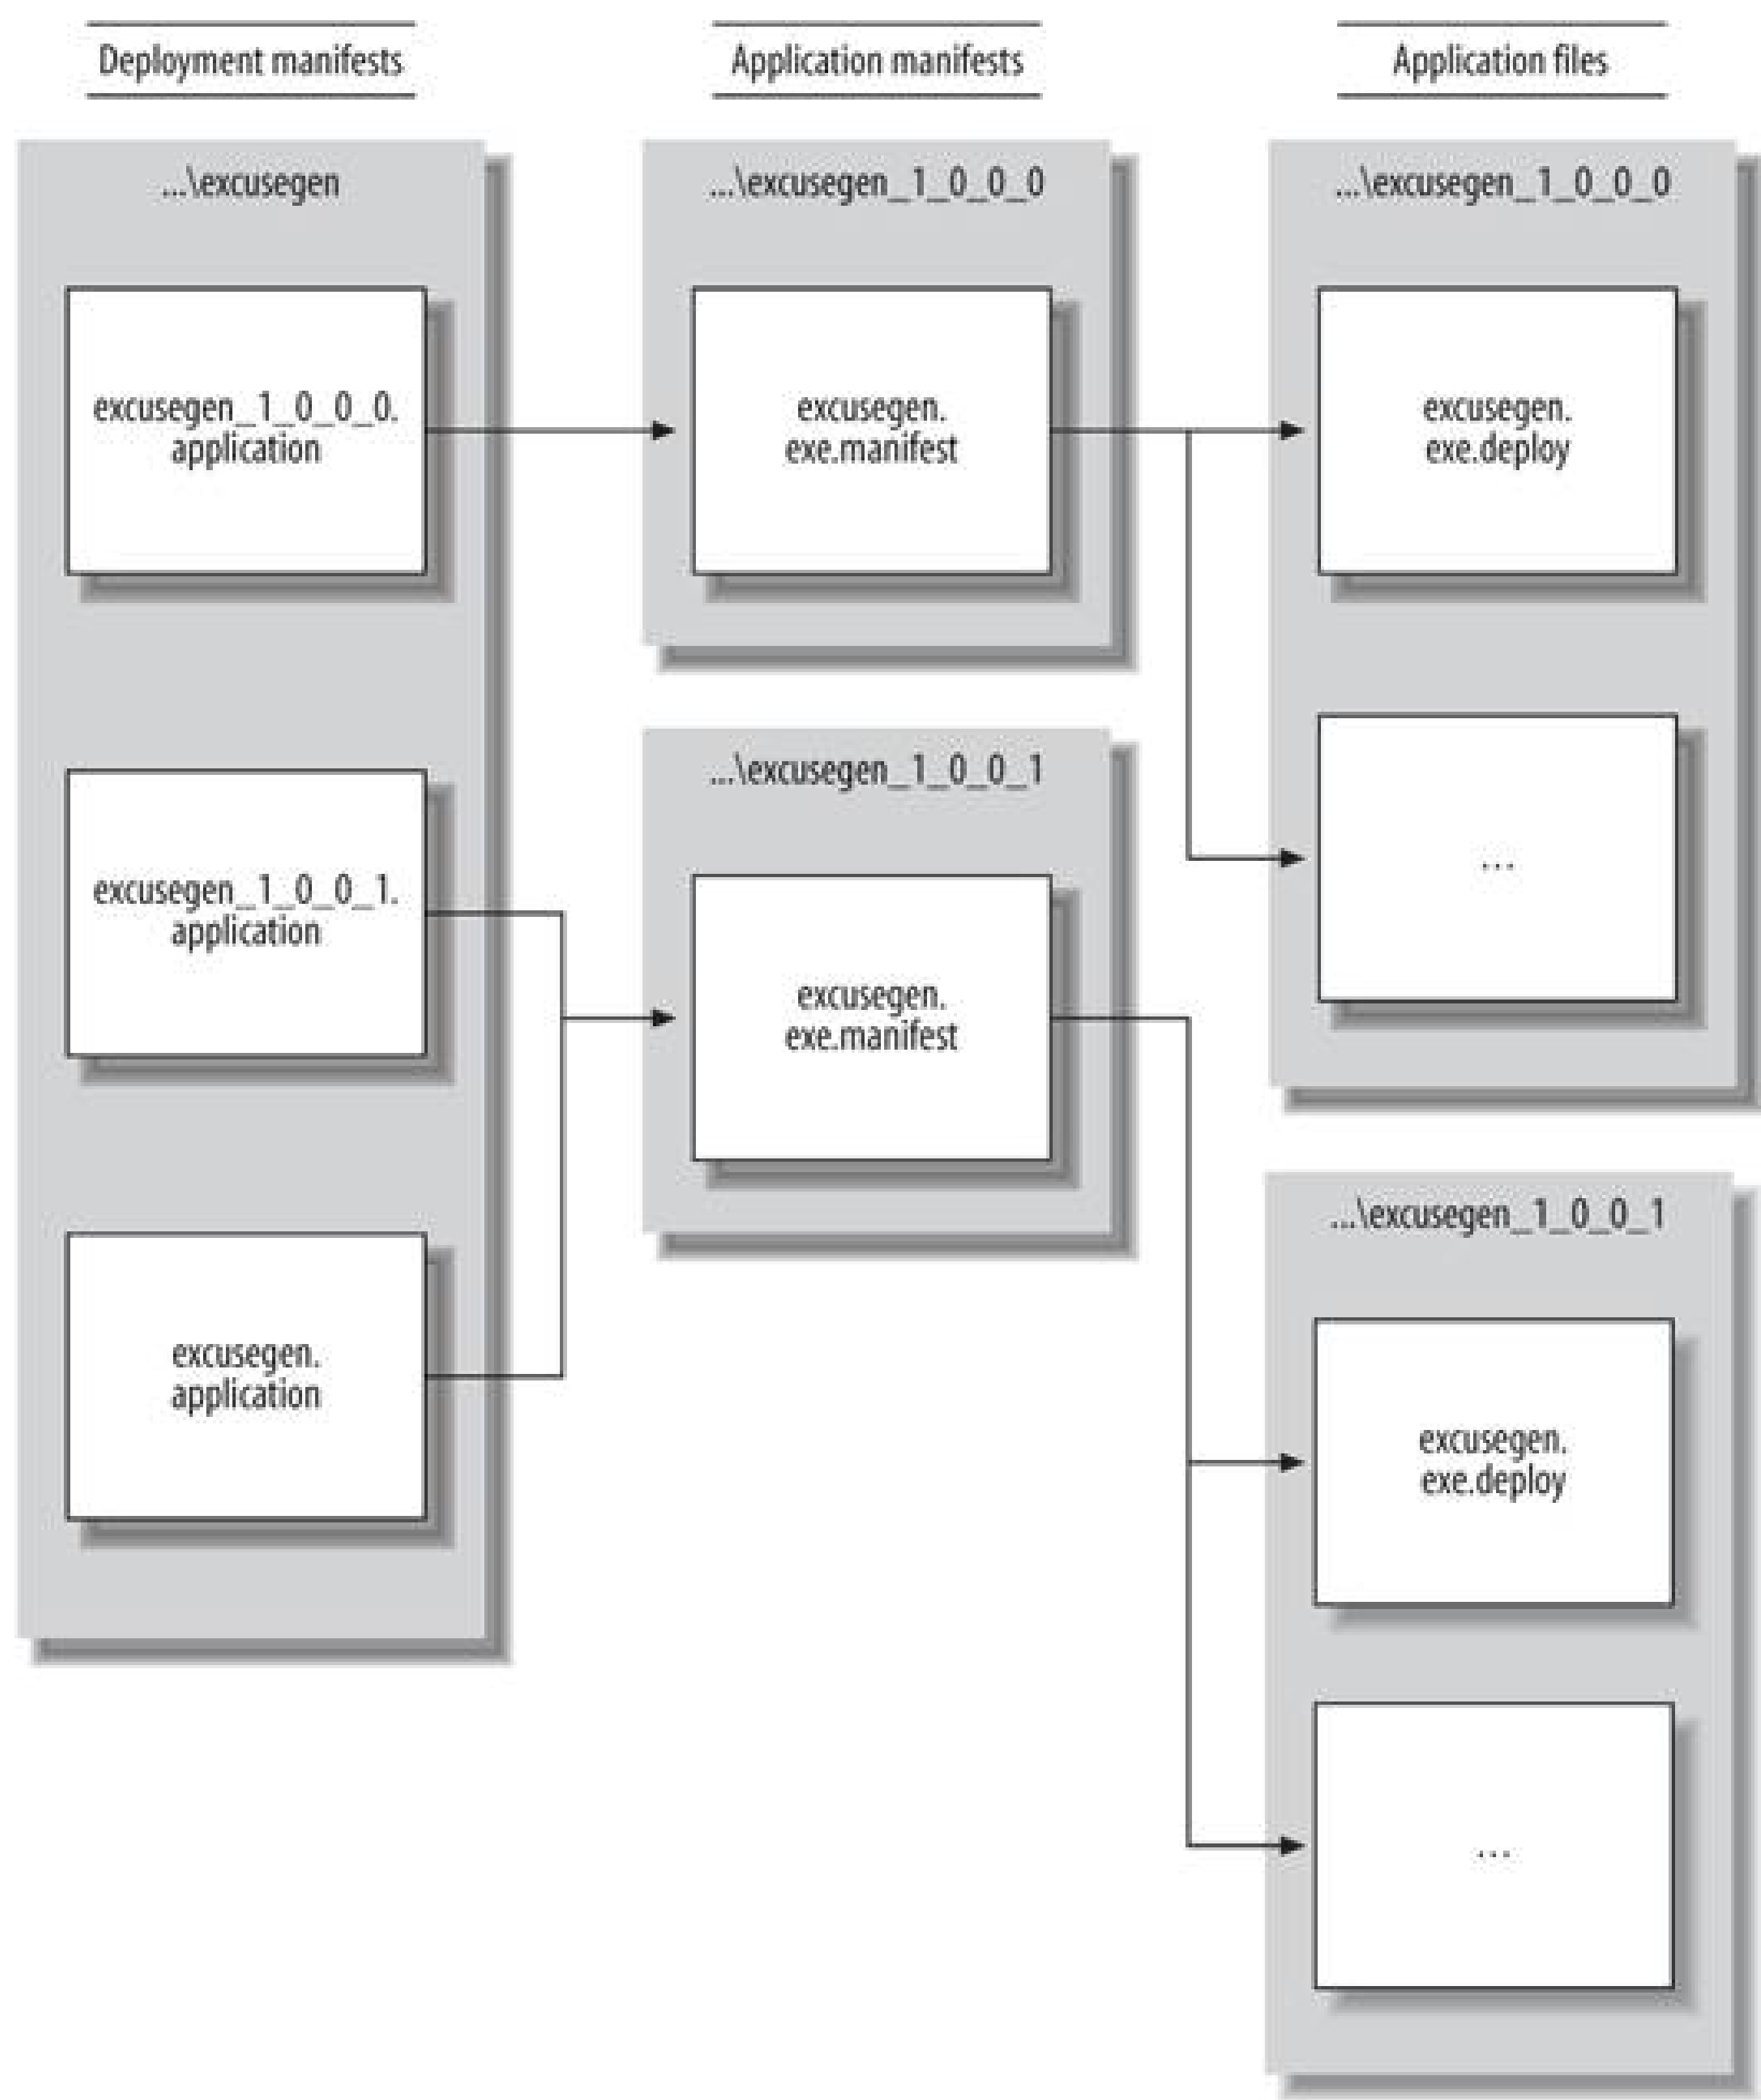 Deployment manifests
Application manifests
Application files
...\excusegen
excusegen_1_0_0_0.
application
excusegen_1_0_0_1.
application
excusegen.
application
...\excusegen_1_0_0_0
excusegen.
exe.manifest
...\excusegen_1_0_0_1
excusegen.
exe.manifest
...\excusegen_1_0_0_0
excusegen.
exe.deploy
...
...\excusegen_1_0_0_1
excusegen.
exe.deploy
...